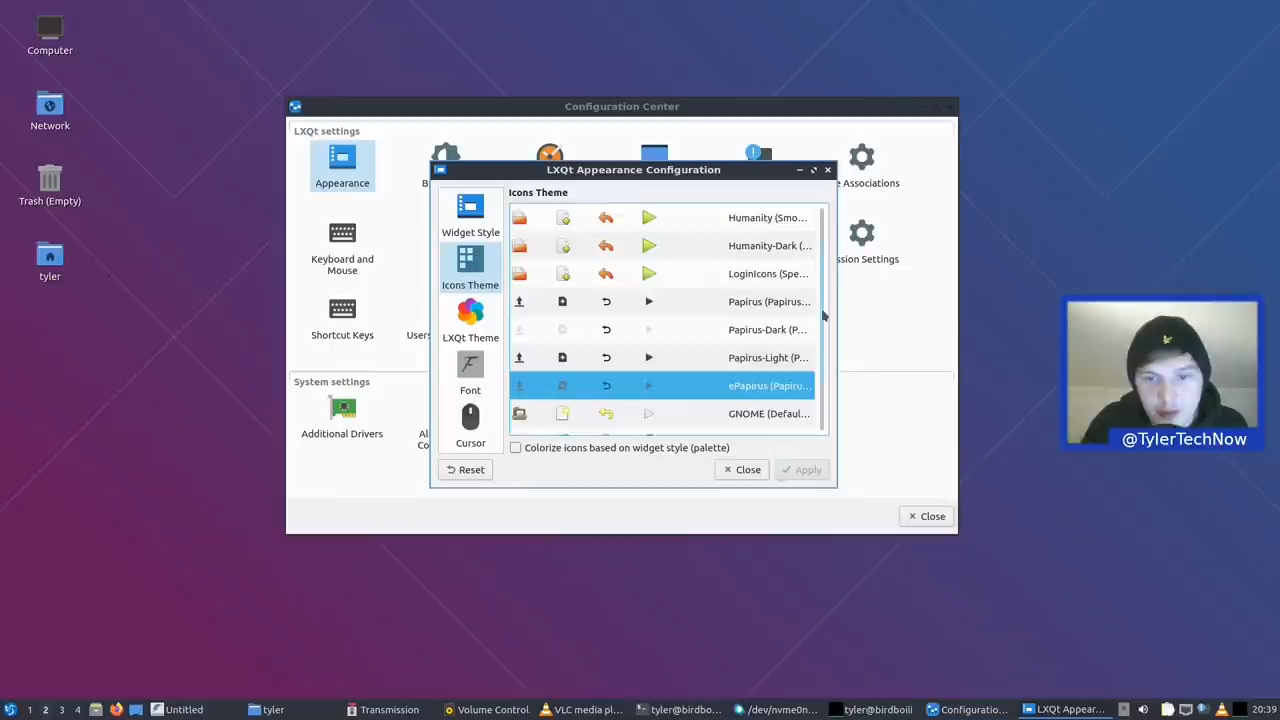 Computer
Network
Trash (Empty)
tyler
Configuration Center
LXQt settings
Appearance
Associations
Keyboard and
Mouse
Shortcut Keys
System settings
Additional Drivers
Close
LXQt Appearance Configuration
Widget Style
Icons Theme
LXQt Theme
Font
Cursor
Icons Theme
Humanity (Smo...
Humanity-Dark (...
LoginIcons (Spe...
Papirus (Papirus...
Papirus-Dark (P...
Papirus-Light (P...
ePapirus (Papiru...
GNOME (Defaul...
Colorize icons based on widget style (palette)
Reset
Close
Apply
ssion Settings
Users
@TylerTechNow
1 2 3 4
Untitled
tyler
Transmission
Volume Control
VLC media pl...
tyler@birdbo...
/dev/nvme0n...
tyler@birdboiii
Configuratio...
LXQt Appear...
20:39